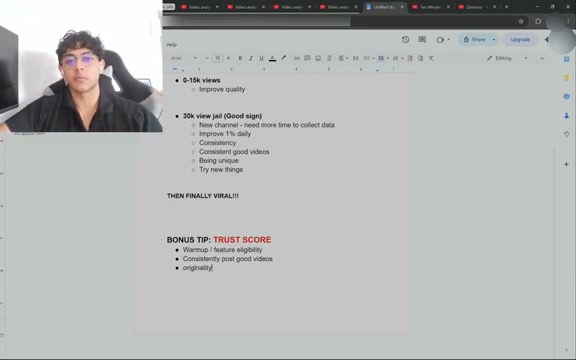 Help
Share
Upgrade
Arial
Editing
0-15k views
Improve quality
30k view jail (Good sign)
New channel - need more time to collect data
Improve 1% daily
Consistency
Consistent good videos
Being unique
Try new things
THEN FINALLY VIRAL!!!
BONUS TIP: TRUST SCORE
Warmup / feature eligibility
Consistently post good videos
originality